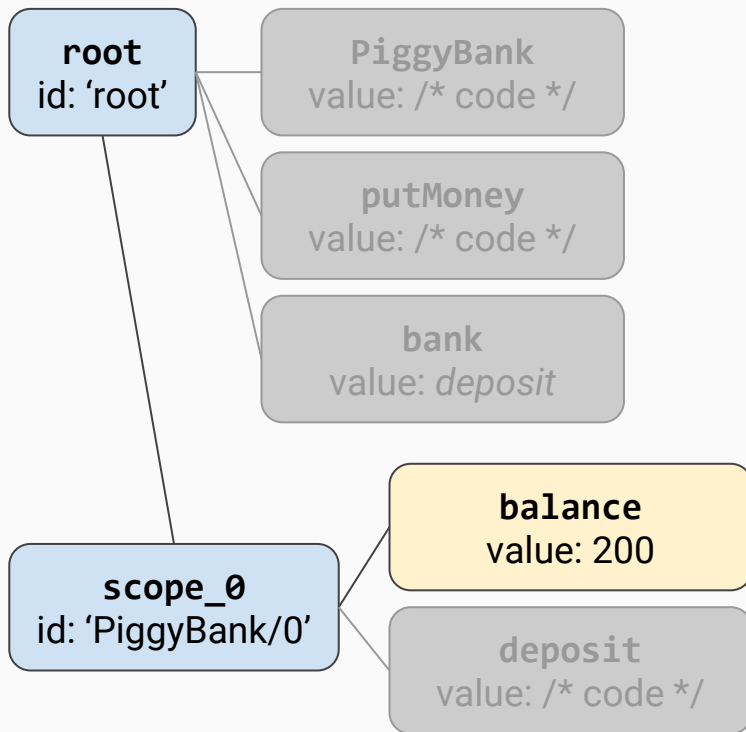 root
id: ‘root’
PiggyBank
value: /* code */
putMoney
value: /* code */
bank
value: deposit
balance
value: 200
scope_0
id: ‘PiggyBank/0’
deposit
value: /* code */